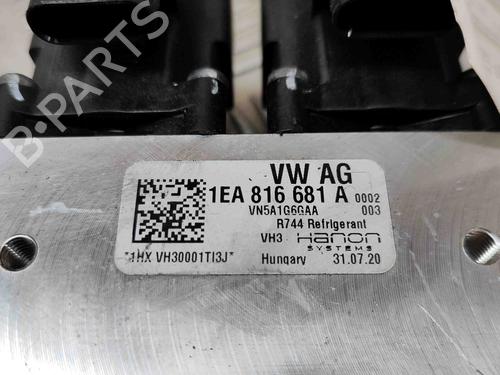 B-PARTS
VW AG
1EA 816 681 A 0002
VN5A1G6GAA 003
R744 Refrigerant
VH3 Hanon
SYSTEMS
*1HX VH30001TI3J* Hungary 31.07.20